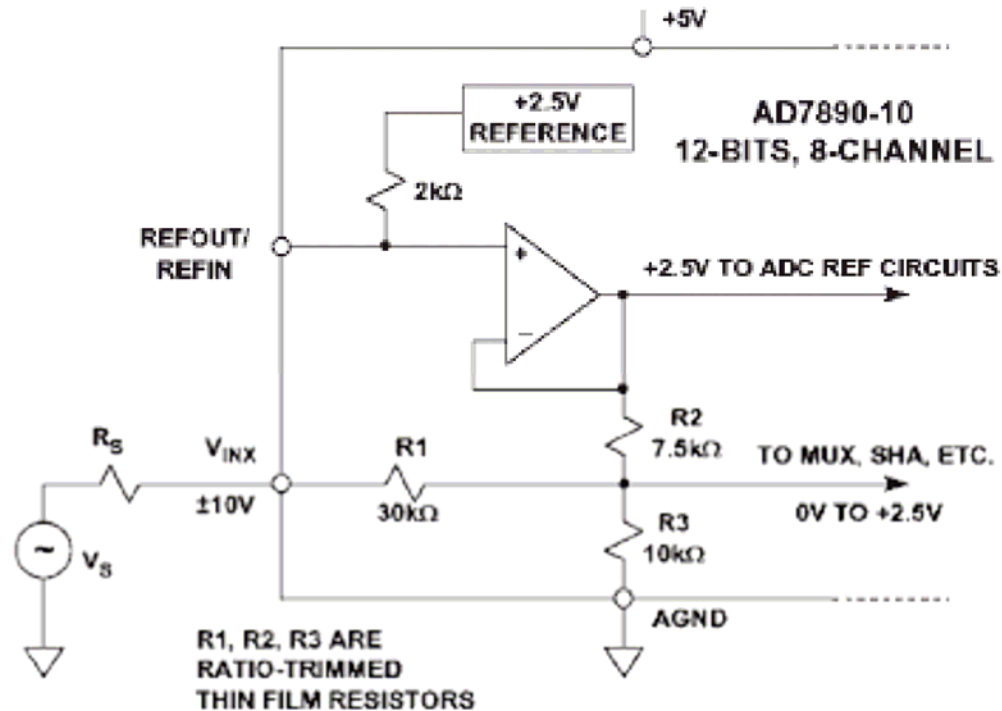 +5V
+2.5V
REFERENCE
AD7890-10
12-BITS, 8-CHANNEL
2kΩ
REFOUT/
REFIN
+
+2.5V TO ADC REF CIRCUITS
–
R2
7.5kΩ
RS
VINX
R1
TO MUX, SHA, ETC.
±10V
30kΩ
0V TO +2.5V
R3
10kΩ
~
VS
AGND
R1, R2, R3 ARE
RATIO-TRIMMED
THIN FILM RESISTORS